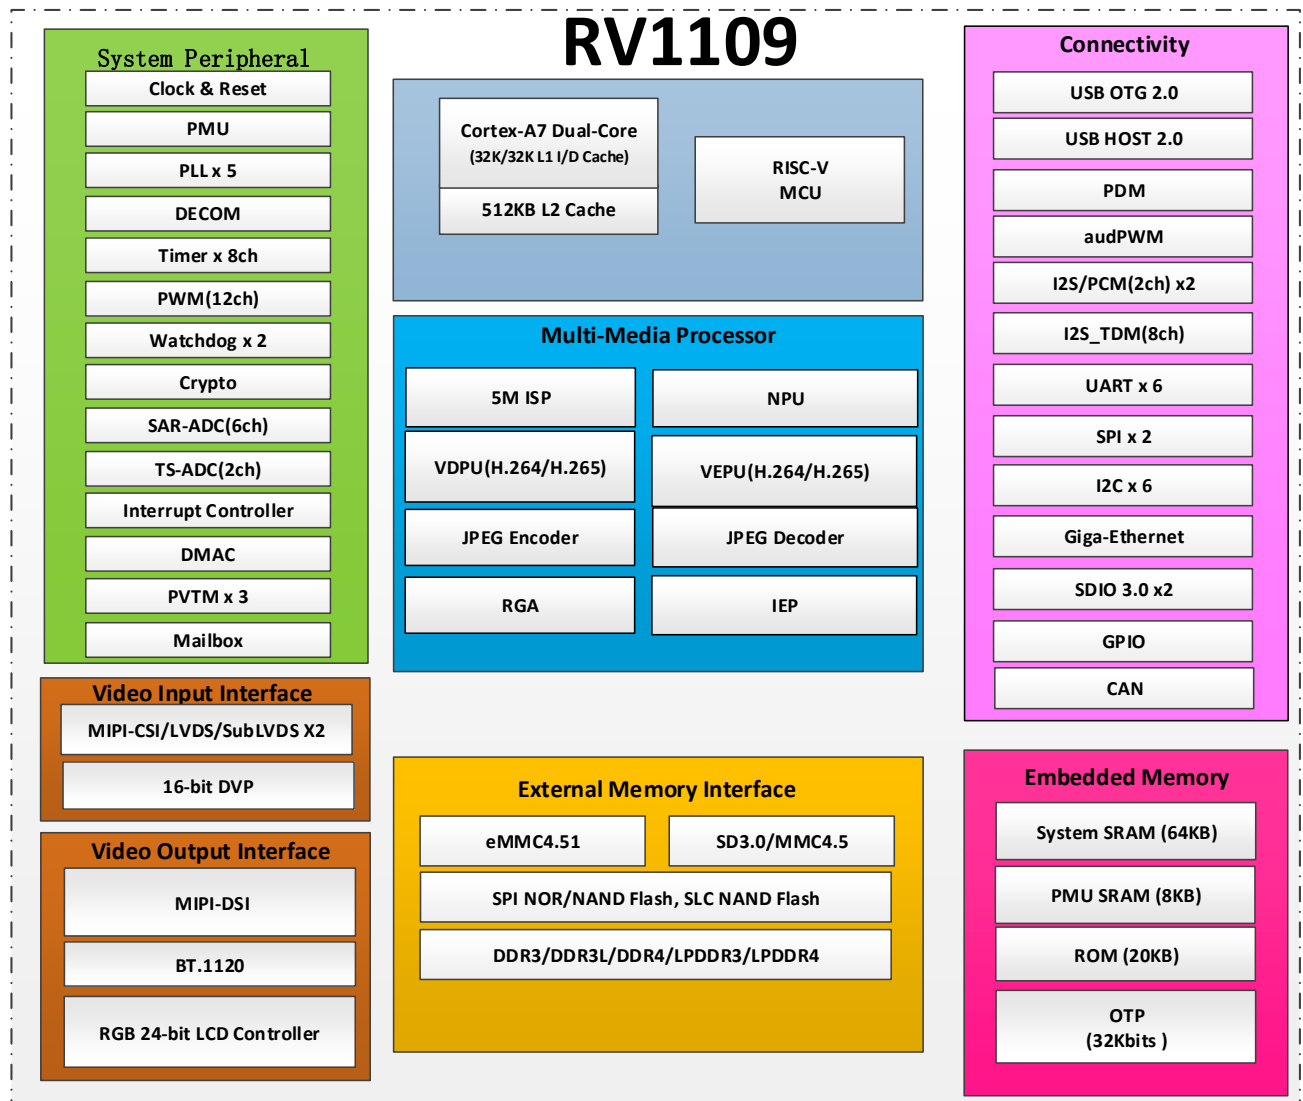 RV1109
System Peripheral
Clock & Reset
PMU
PLL x 5
DECOM
Timer x 8ch
PWM(12ch)
Watchdog x 2
Crypto
SAR-ADC(6ch)
TS-ADC(2ch)
Interrupt Controller
DMAC
PVTM x 3
Mailbox
Video Input Interface
MIPI-CSI/LVDS/SubLVDS X2
16-bit DVP
Video Output Interface
MIPI-DSI
BT.1120
RGB 24-bit LCD Controller
Cortex-A7 Dual-Core
(32K/32K L1 I/D Cache)
512KB L2 Cache
RISC-V
MCU
Multi-Media Processor
5M ISP
NPU
VDPU(H.264/H.265)
VEPU(H.264/H.265)
JPEG Encoder
JPEG Decoder
RGA
IEP
External Memory Interface
eMMC4.51
SD3.0/MMC4.5
SPI NOR/NAND Flash, SLC NAND Flash
DDR3/DDR3L/DDR4/LPDDR3/LPDDR4
Connectivity
USB OTG 2.0
USB HOST 2.0
PDM
audPWM
I2S/PCM(2ch) x2
I2S_TDM(8ch)
UART x 6
SPI x 2
I2C x 6
Giga-Ethernet
SDIO 3.0 x2
GPIO
CAN
Embedded Memory
System SRAM (64KB)
PMU SRAM (8KB)
ROM (20KB)
OTP
(32Kbits )